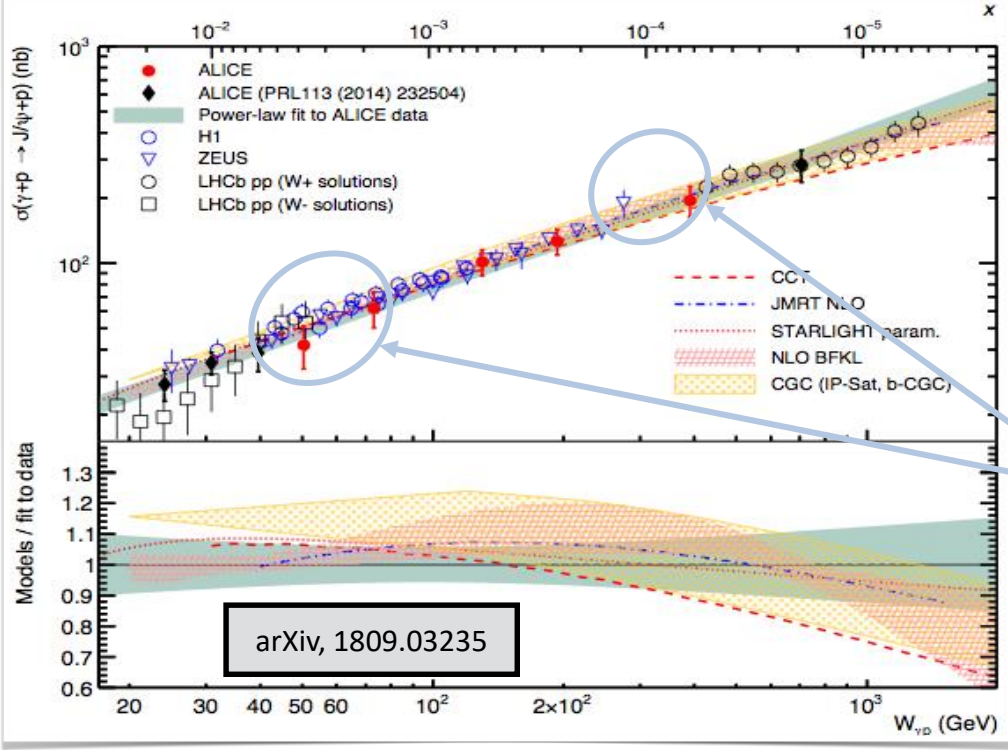 x
10⁻² 10⁻³ 10⁻⁴ 10⁻⁵
σ(γ+p → J/ψ+p) (nb)
10³
10²
ALICE
ALICE (PRL113 (2014) 232504)
Power-law fit to ALICE data
H1
ZEUS
LHCb pp (W+ solutions)
LHCb pp (W- solutions)
CCT
JMRT NLO
STARLIGHT param.
NLO BFKL
CGC (IP-Sat, b-CGC)
Models / fit to data
1.3
1.2
1.1
1
0.9
0.8
0.7
0.6
arXiv, 1809.03235
20 30 40 50 60 10² 2×10² 10³
Wγp (GeV)